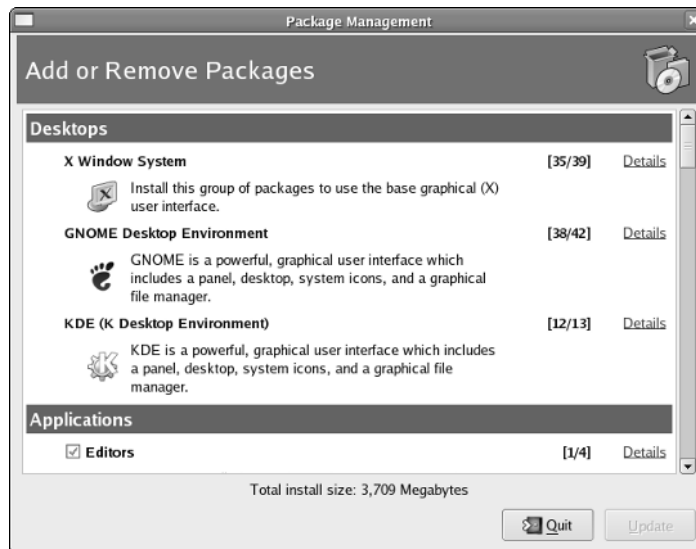 Package Management
Add or Remove Packages
Desktops
X Window System [35/39] Details
Install this group of packages to use the base graphical (X)
user interface.
GNOME Desktop Environment [38/42] Details
GNOME is a powerful, graphical user interface which
includes a panel, desktop, system icons, and a graphical
file manager.
KDE (K Desktop Environment) [12/13] Details
KDE is a powerful, graphical user interface which includes
a panel, desktop, system icons, and a graphical file
manager.
Applications
Editors [1/4] Details
Total install size: 3,709 Megabytes
Quit Update